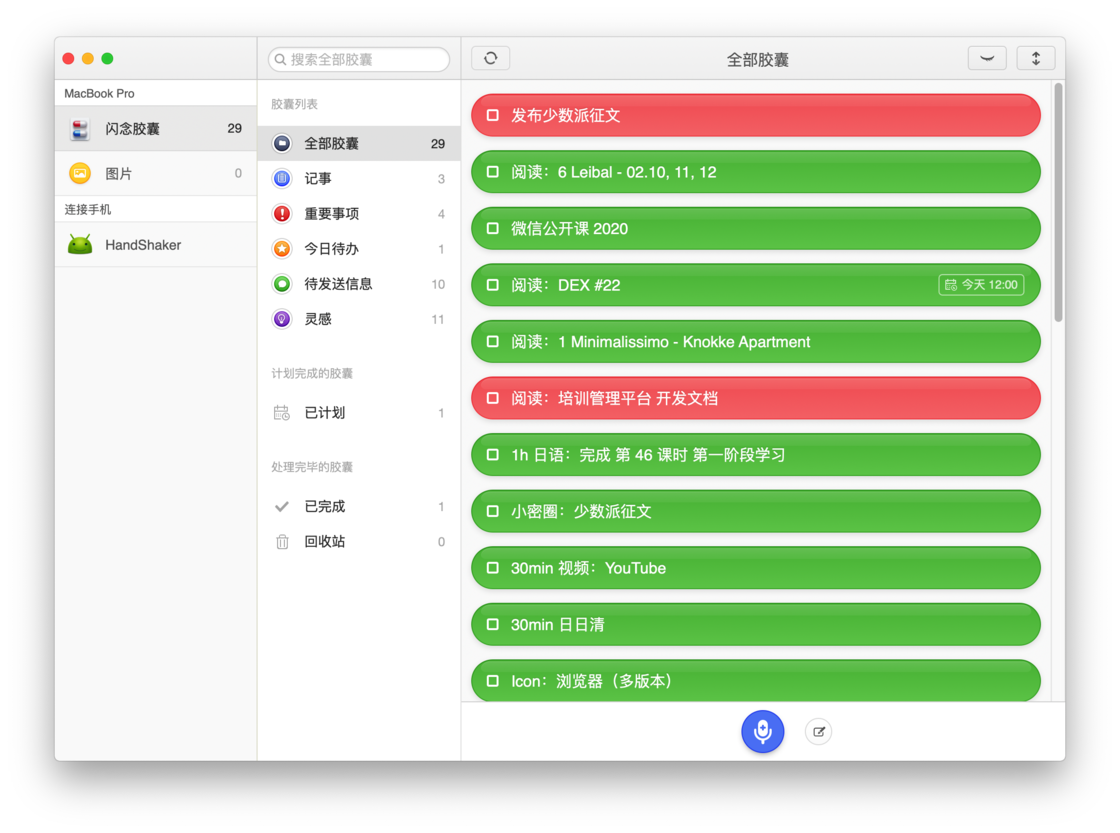 MacBook Pro
闪念胶囊 29
图片 0
连接手机
HandShaker
搜索全部胶囊
胶囊列表
全部胶囊 29
记事 3
重要事项 4
今日待办 1
待发送信息 10
灵感 11
计划完成的胶囊
已计划 1
处理完毕的胶囊
已完成 1
回收站 0
全部胶囊
发布少数派征文
阅读：6 Leibal - 02.10, 11, 12
微信公开课 2020
阅读：DEX #22 今天 12:00
阅读：1 Minimalissimo - Knokke Apartment
阅读：培训管理平台 开发文档
1h 日语：完成 第 46 课时 第一阶段学习
小密圈：少数派征文
30min 视频：YouTube
30min 日日清
Icon：浏览器（多版本）